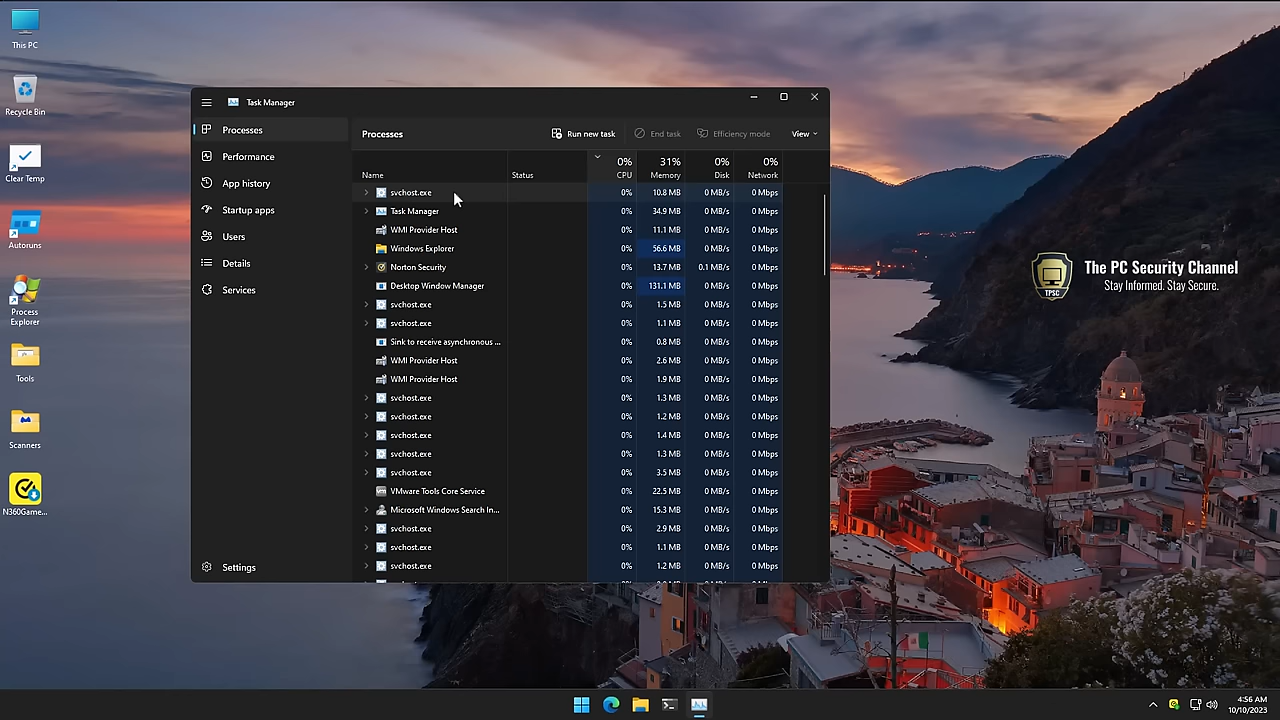 This PC
Recycle Bin
Clear Temp
Autoruns
Process
Explorer
Tools
Scanners
N360Game...
Task Manager
Processes
Performance
App history
Startup apps
Users
Details
Services
Settings
Processes
Run new task
End task
Efficiency mode
View
0% 31% 0% 0%
Name Status CPU Memory Disk Network
svchost.exe 0% 10.8 MB 0 MB/s 0 Mbps
Task Manager 0% 34.9 MB 0 MB/s 0 Mbps
WMI Provider Host 0% 11.1 MB 0 MB/s 0 Mbps
Windows Explorer 0% 56.6 MB 0 MB/s 0 Mbps
Norton Security 0% 13.7 MB 0.1 MB/s 0 Mbps
Desktop Window Manager 0% 131.1 MB 0 MB/s 0 Mbps
svchost.exe 0% 1.5 MB 0 MB/s 0 Mbps
svchost.exe 0% 1.1 MB 0 MB/s 0 Mbps
Sink to receive asynchronous ... 0% 0.8 MB 0 MB/s 0 Mbps
WMI Provider Host 0% 2.6 MB 0 MB/s 0 Mbps
WMI Provider Host 0% 1.9 MB 0 MB/s 0 Mbps
svchost.exe 0% 1.3 MB 0 MB/s 0 Mbps
svchost.exe 0% 1.2 MB 0 MB/s 0 Mbps
svchost.exe 0% 1.4 MB 0 MB/s 0 Mbps
svchost.exe 0% 1.3 MB 0 MB/s 0 Mbps
svchost.exe 0% 3.5 MB 0 MB/s 0 Mbps
VMware Tools Core Service 0% 22.5 MB 0 MB/s 0 Mbps
Microsoft Windows Search In... 0% 15.3 MB 0 MB/s 0 Mbps
svchost.exe 0% 2.9 MB 0 MB/s 0 Mbps
svchost.exe 0% 1.1 MB 0 MB/s 0 Mbps
svchost.exe 0% 1.2 MB 0 MB/s 0 Mbps
TPSC
The PC Security Channel
Stay Informed. Stay Secure.
4:56 AM
10/10/2023